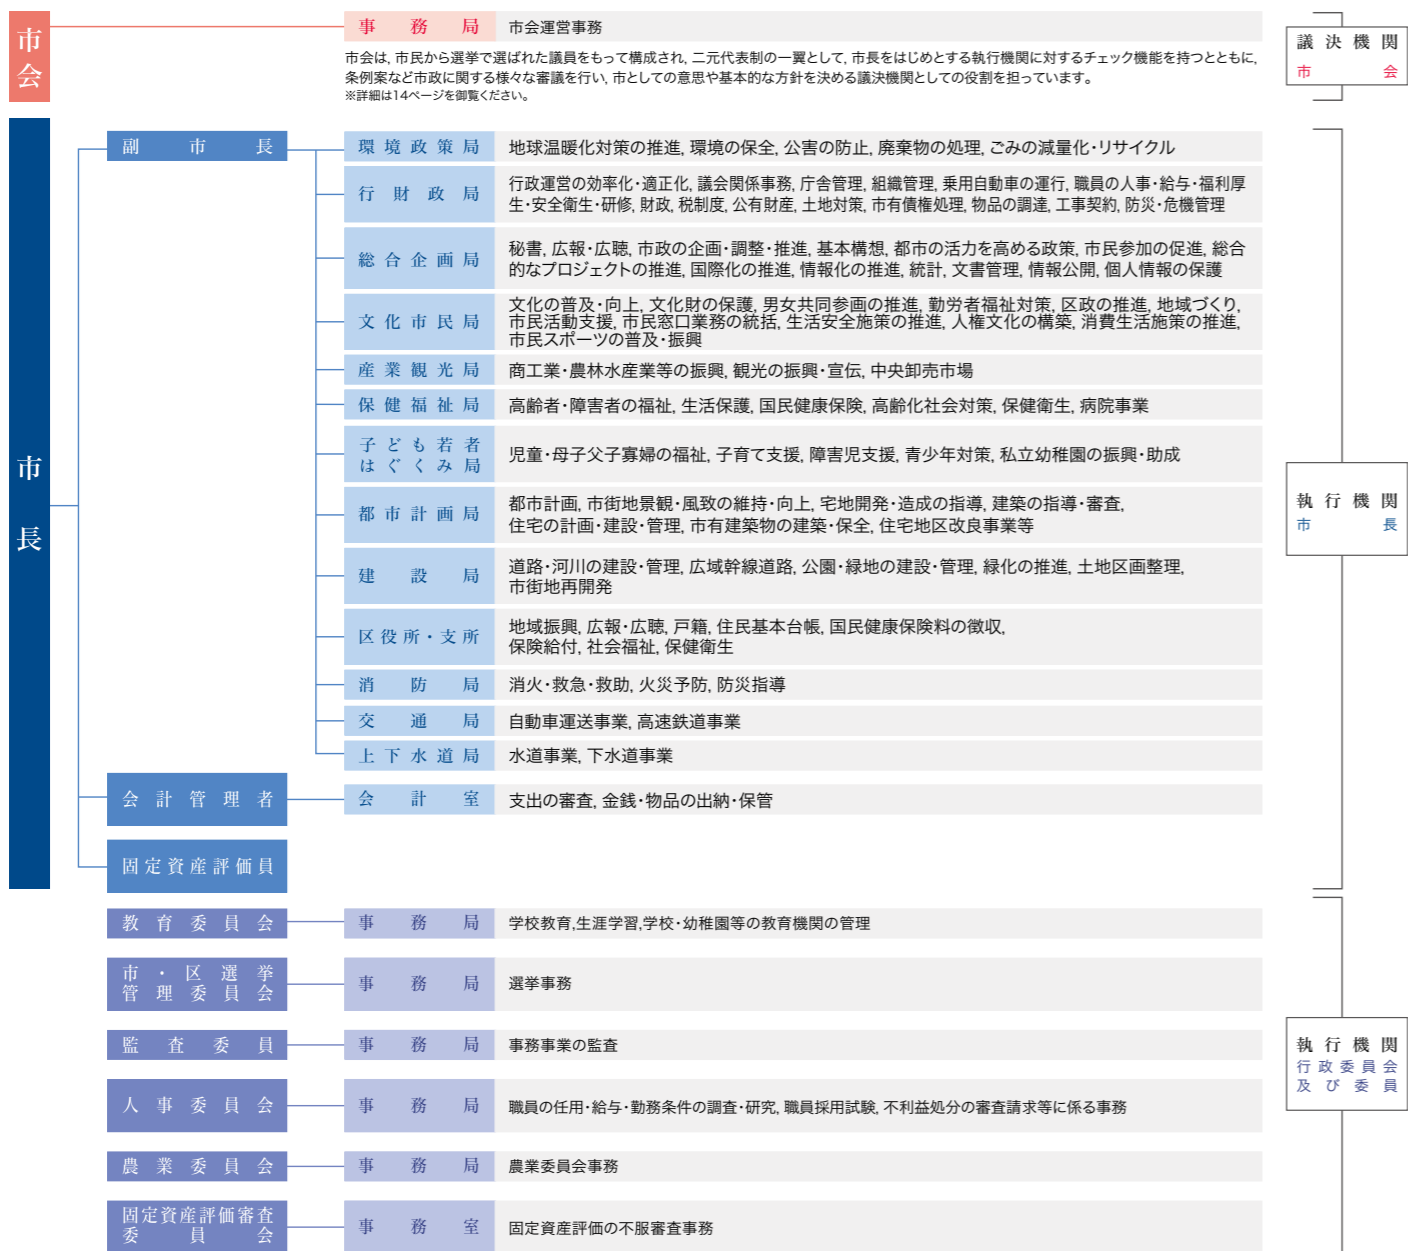 市会
事務局 市会運営事務
市会は, 市民から選挙で選ばれた議員をもって構成され, 二元代表制の一翼として, 市長をはじめとする執行機関に対するチェック機能を持つとともに,
条例案など市政に関する様々な審議を行い, 市としての意思や基本的な方針を決める議決機関としての役割を担っています。
※詳細は14ページを御覧ください。
議決機関
市会
市長
副市長
環境政策局 地球温暖化対策の推進, 環境の保全, 公害の防止, 廃棄物の処理, ごみの減量化・リサイクル
行財政局 行政運営の効率化・適正化, 議会関係事務, 庁舎管理, 組織管理, 乗用自動車の運行, 職員の人事・給与・福利厚
生・安全衛生・研修, 財政, 税制度, 公有財産, 土地対策, 市有債権処理, 物品の調達, 工事契約, 防災・危機管理
総合企画局 秘書, 広報・広聴, 市政の企画・調整・推進, 基本構想, 都市の活力を高める政策, 市民参加の促進, 総合
的なプロジェクトの推進, 国際化の推進, 情報化の推進, 統計, 文書管理, 情報公開, 個人情報の保護
文化市民局 文化の普及・向上, 文化財の保護, 男女共同参画の推進, 勤労者福祉対策, 区政の推進, 地域づくり,
市民活動支援, 市民窓口業務の統括, 生活安全施策の推進, 人権文化の構築, 消費生活施策の推進,
市民スポーツの普及・振興
産業観光局 商工業・農林水産業等の振興, 観光の振興・宣伝, 中央卸売市場
保健福祉局 高齢者・障害者の福祉, 生活保護, 国民健康保険, 高齢化社会対策, 保健衛生, 病院事業
子ども若者
はぐくみ局 児童・母子父子寡婦の福祉, 子育て支援, 障害児支援, 青少年対策, 私立幼稚園の振興・助成
都市計画局 都市計画, 市街地景観・風致の維持・向上, 宅地開発・造成の指導, 建築の指導・審査,
住宅の計画・建設・管理, 市有建築物の建築・保全, 住宅地区改良事業等
建設局 道路・河川の建設・管理, 広域幹線道路, 公園・緑地の建設・管理, 緑化の推進, 土地区画整理,
市街地再開発
区役所・支所 地域振興, 広報・広聴, 戸籍, 住民基本台帳, 国民健康保険料の徴収,
保険給付, 社会福祉, 保健衛生
消防局 消火・救急・救助, 火災予防, 防災指導
交通局 自動車運送事業, 高速鉄道事業
上下水道局 水道事業, 下水道事業
会計管理者 会計室 支出の審査, 金銭・物品の出納・保管
固定資産評価員
執行機関
市長
教育委員会 事務局 学校教育,生涯学習,学校・幼稚園等の教育機関の管理
市・区選挙
管理委員会 事務局 選挙事務
監査委員 事務局 事務事業の監査
人事委員会 事務局 職員の任用・給与・勤務条件の調査・研究, 職員採用試験, 不利益処分の審査請求等に係る事務
農業委員会 事務局 農業委員会事務
固定資産評価審査
委員会 事務室 固定資産評価の不服審査事務
執行機関
行政委員会
及び委員